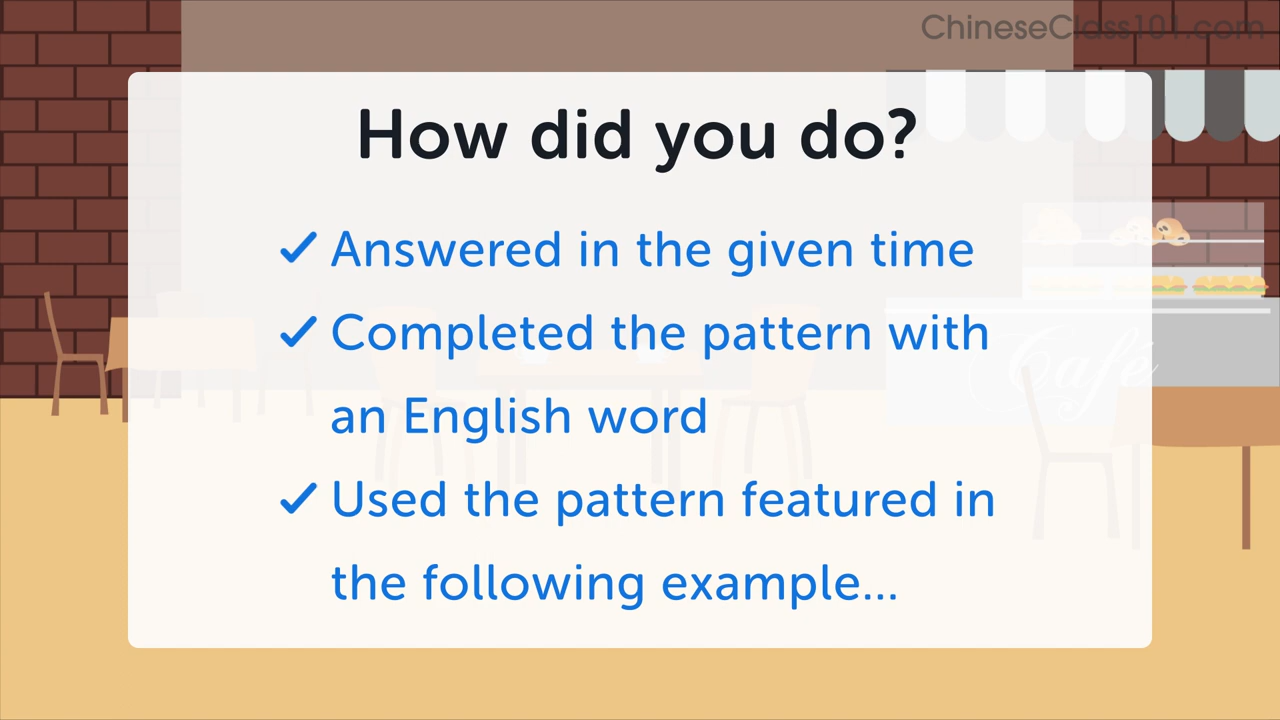 ChineseClass101.com
How did you do?
✓ Answered in the given time
✓ Completed the pattern with
an English word
✓ Used the pattern featured in
the following example...
Café